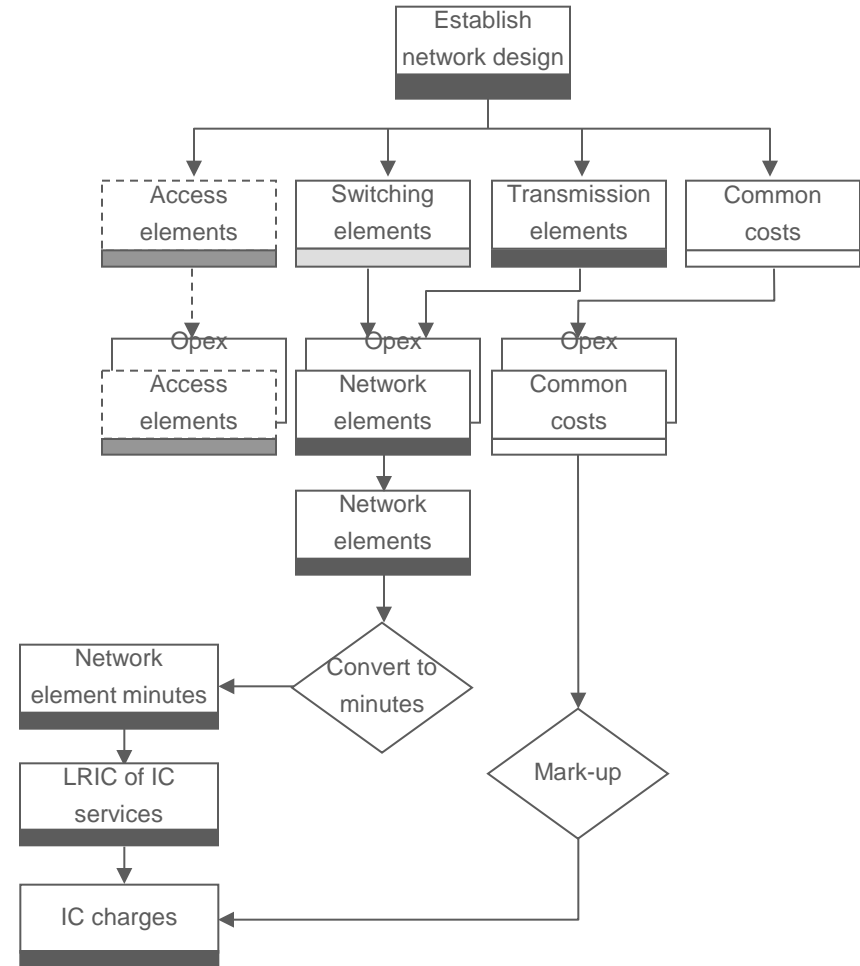 Establish
network design
Access
elements
Switching
elements
Transmission
elements
Common
costs
Opex
Access
elements
Opex
Network
elements
Opex
Common
costs
Network
elements
Convert to
minutes
Network
element minutes
Mark-up
LRIC of IC
services
IC charges